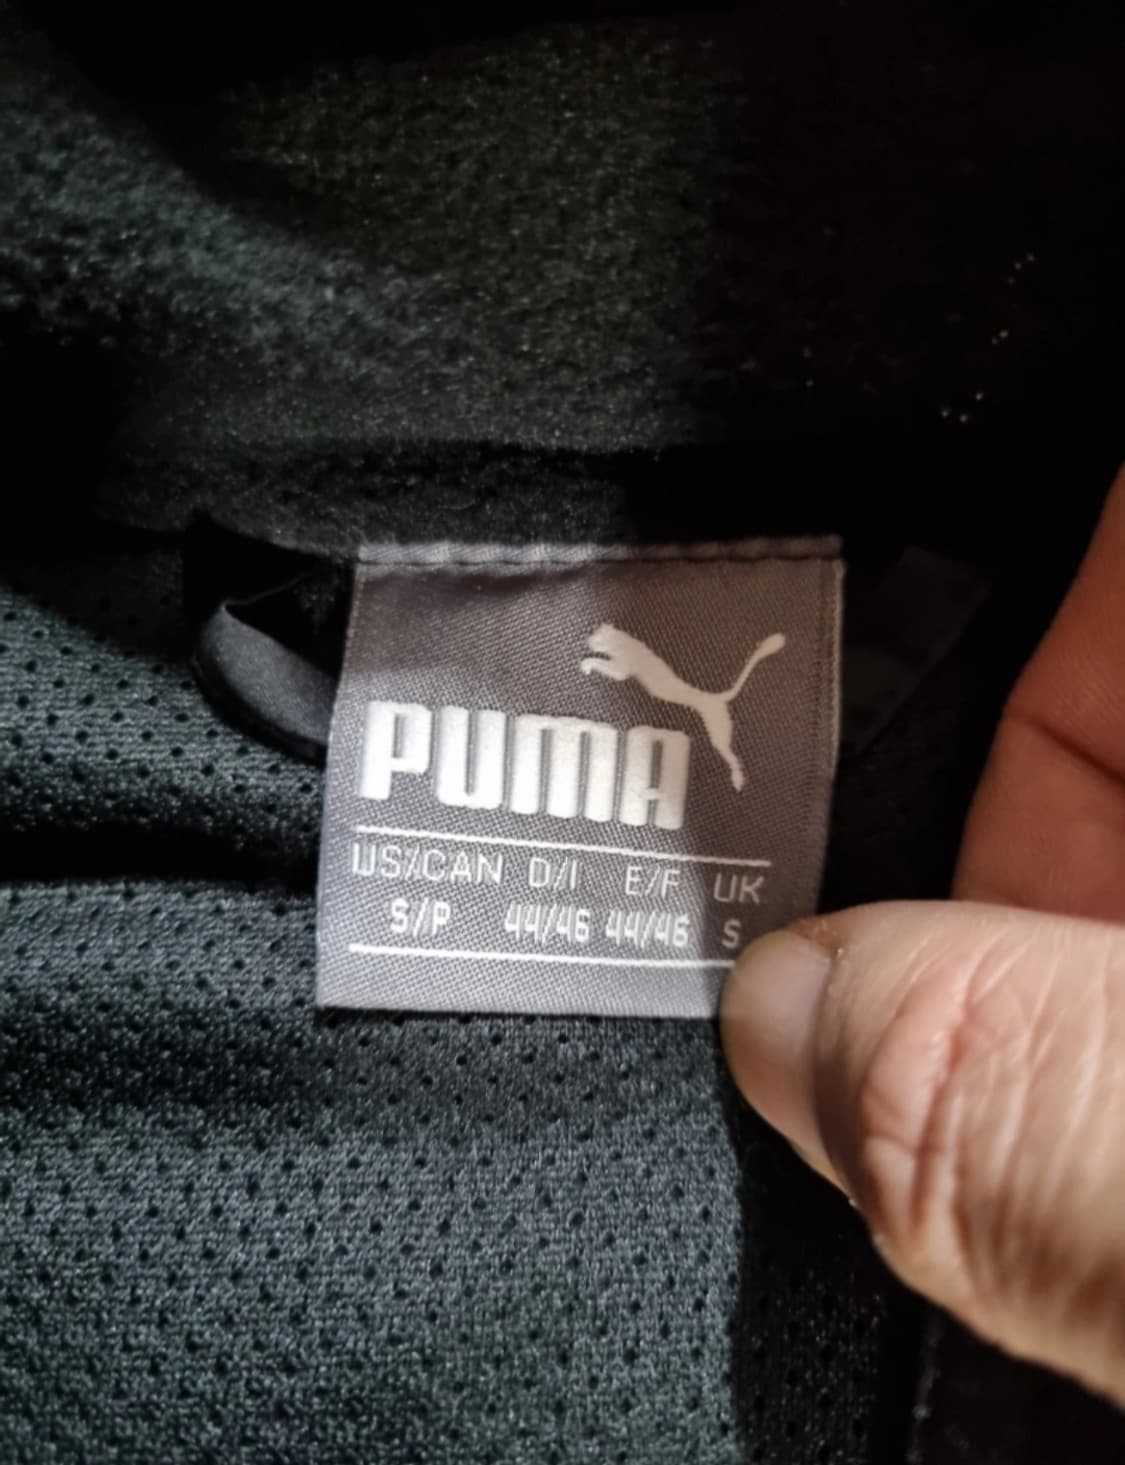 PUMA
US/CAN D/I E/F UK
S/P 44/46 44/46 S